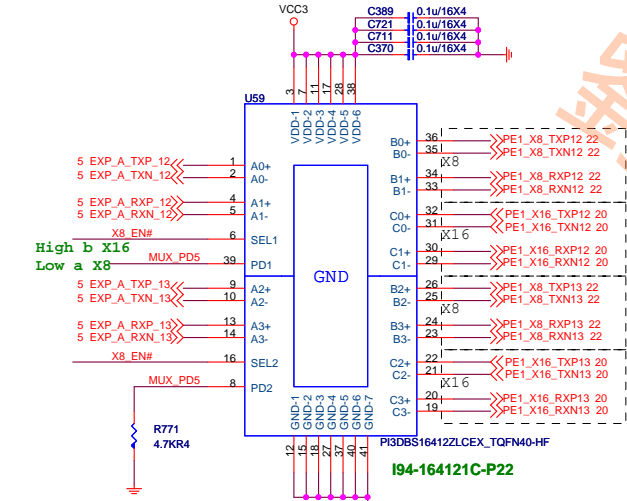 VCC3
C389 0.1u/16X4
C721 0.1u/16X4
C711 0.1u/16X4
C370 0.1u/16X4
U59
3 7 11 17 28 38
VDD-1 VDD-2 VDD-3 VDD-4 VDD-5 VDD-6
5 EXP_A_TXP_12 1 A0+
5 EXP_A_TXN_12 2 A0-
5 EXP_A_RXP_12 4 A1+
5 EXP_A_RXN_12 5 A1-
X8_EN# 6 SEL1
High b X16
Low a X8
MUX_PD5 39 PD1
5 EXP_A_TXP_13 9 A2+
5 EXP_A_TXN_13 10 A2-
5 EXP_A_RXP_13 13 A3+
5 EXP_A_RXN_13 14 A3-
X8_EN# 16 SEL2
MUX_PD5 8 PD2
R771
4.7KR4
GND
B0+ 36 PE1_X8_TXP12 22
B0- 35 PE1_X8_TXN12 22
X8
B1+ 34 PE1_X8_RXP12 22
B1- 33 PE1_X8_RXN12 22
C0+ 32 PE1_X16_TXP12 20
C0- 31 PE1_X16_TXN12 20
X16
C1+ 30 PE1_X16_RXP12 20
C1- 29 PE1_X16_RXN12 20
B2+ 26 PE1_X8_TXP13 22
B2- 25 PE1_X8_TXN13 22
X8
B3+ 24 PE1_X8_RXP13 22
B3- 23 PE1_X8_RXN13 22
C2+ 22 PE1_X16_TXP13 20
C2- 21 PE1_X16_TXN13 20
X16
C3+ 20 PE1_X16_RXP13 20
C3- 19 PE1_X16_RXN13 20
GND-1 GND-2 GND-3 GND-4 GND-5 GND-6 GND-7
12 15 18 27 37 40 41
PI3DBS16412ZLCEX_TQFN40-HF
I94-164121C-P22